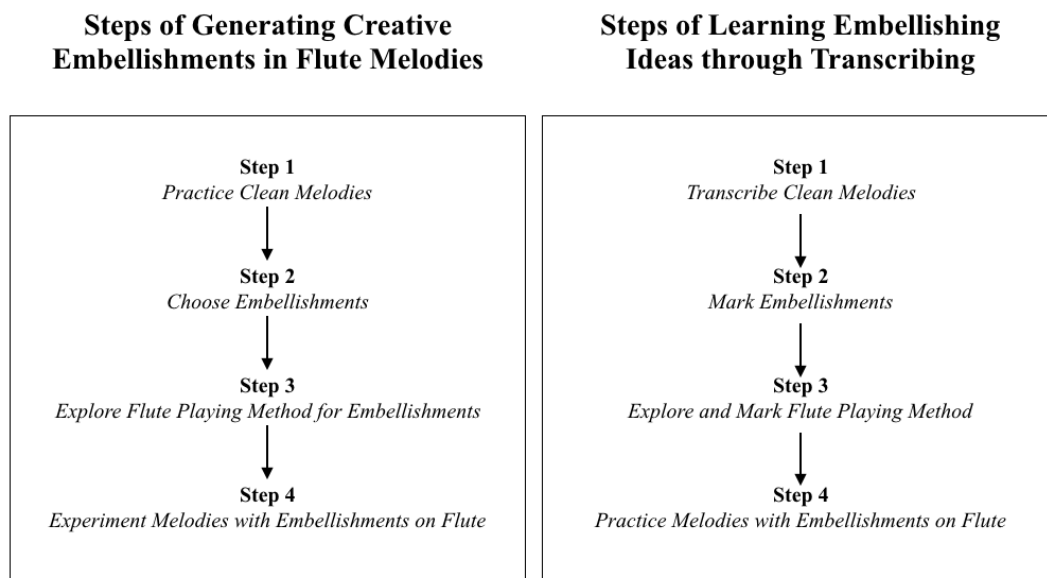 Steps of Generating Creative
Embellishments in Flute Melodies
Step 1
Practice Clean Melodies
Step 2
Choose Embellishments
Step 3
Explore Flute Playing Method for Embellishments
Step 4
Experiment Melodies with Embellishments on Flute
Steps of Learning Embellishing
Ideas through Transcribing
Step 1
Transcribe Clean Melodies
Step 2
Mark Embellishments
Step 3
Explore and Mark Flute Playing Method
Step 4
Practice Melodies with Embellishments on Flute